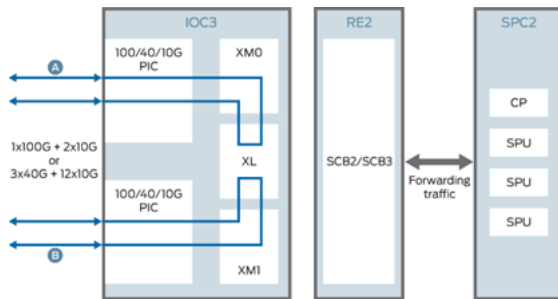 IOC3
RE2
SPC2
100/40/10G
PIC
XM0
A
1x100G + 2x10G
or
3x40G + 12x10G
XL
100/40/10G
PIC
B
XM1
SCB2/SCB3
Forwarding
traffic
CP
SPU
SPU
SPU